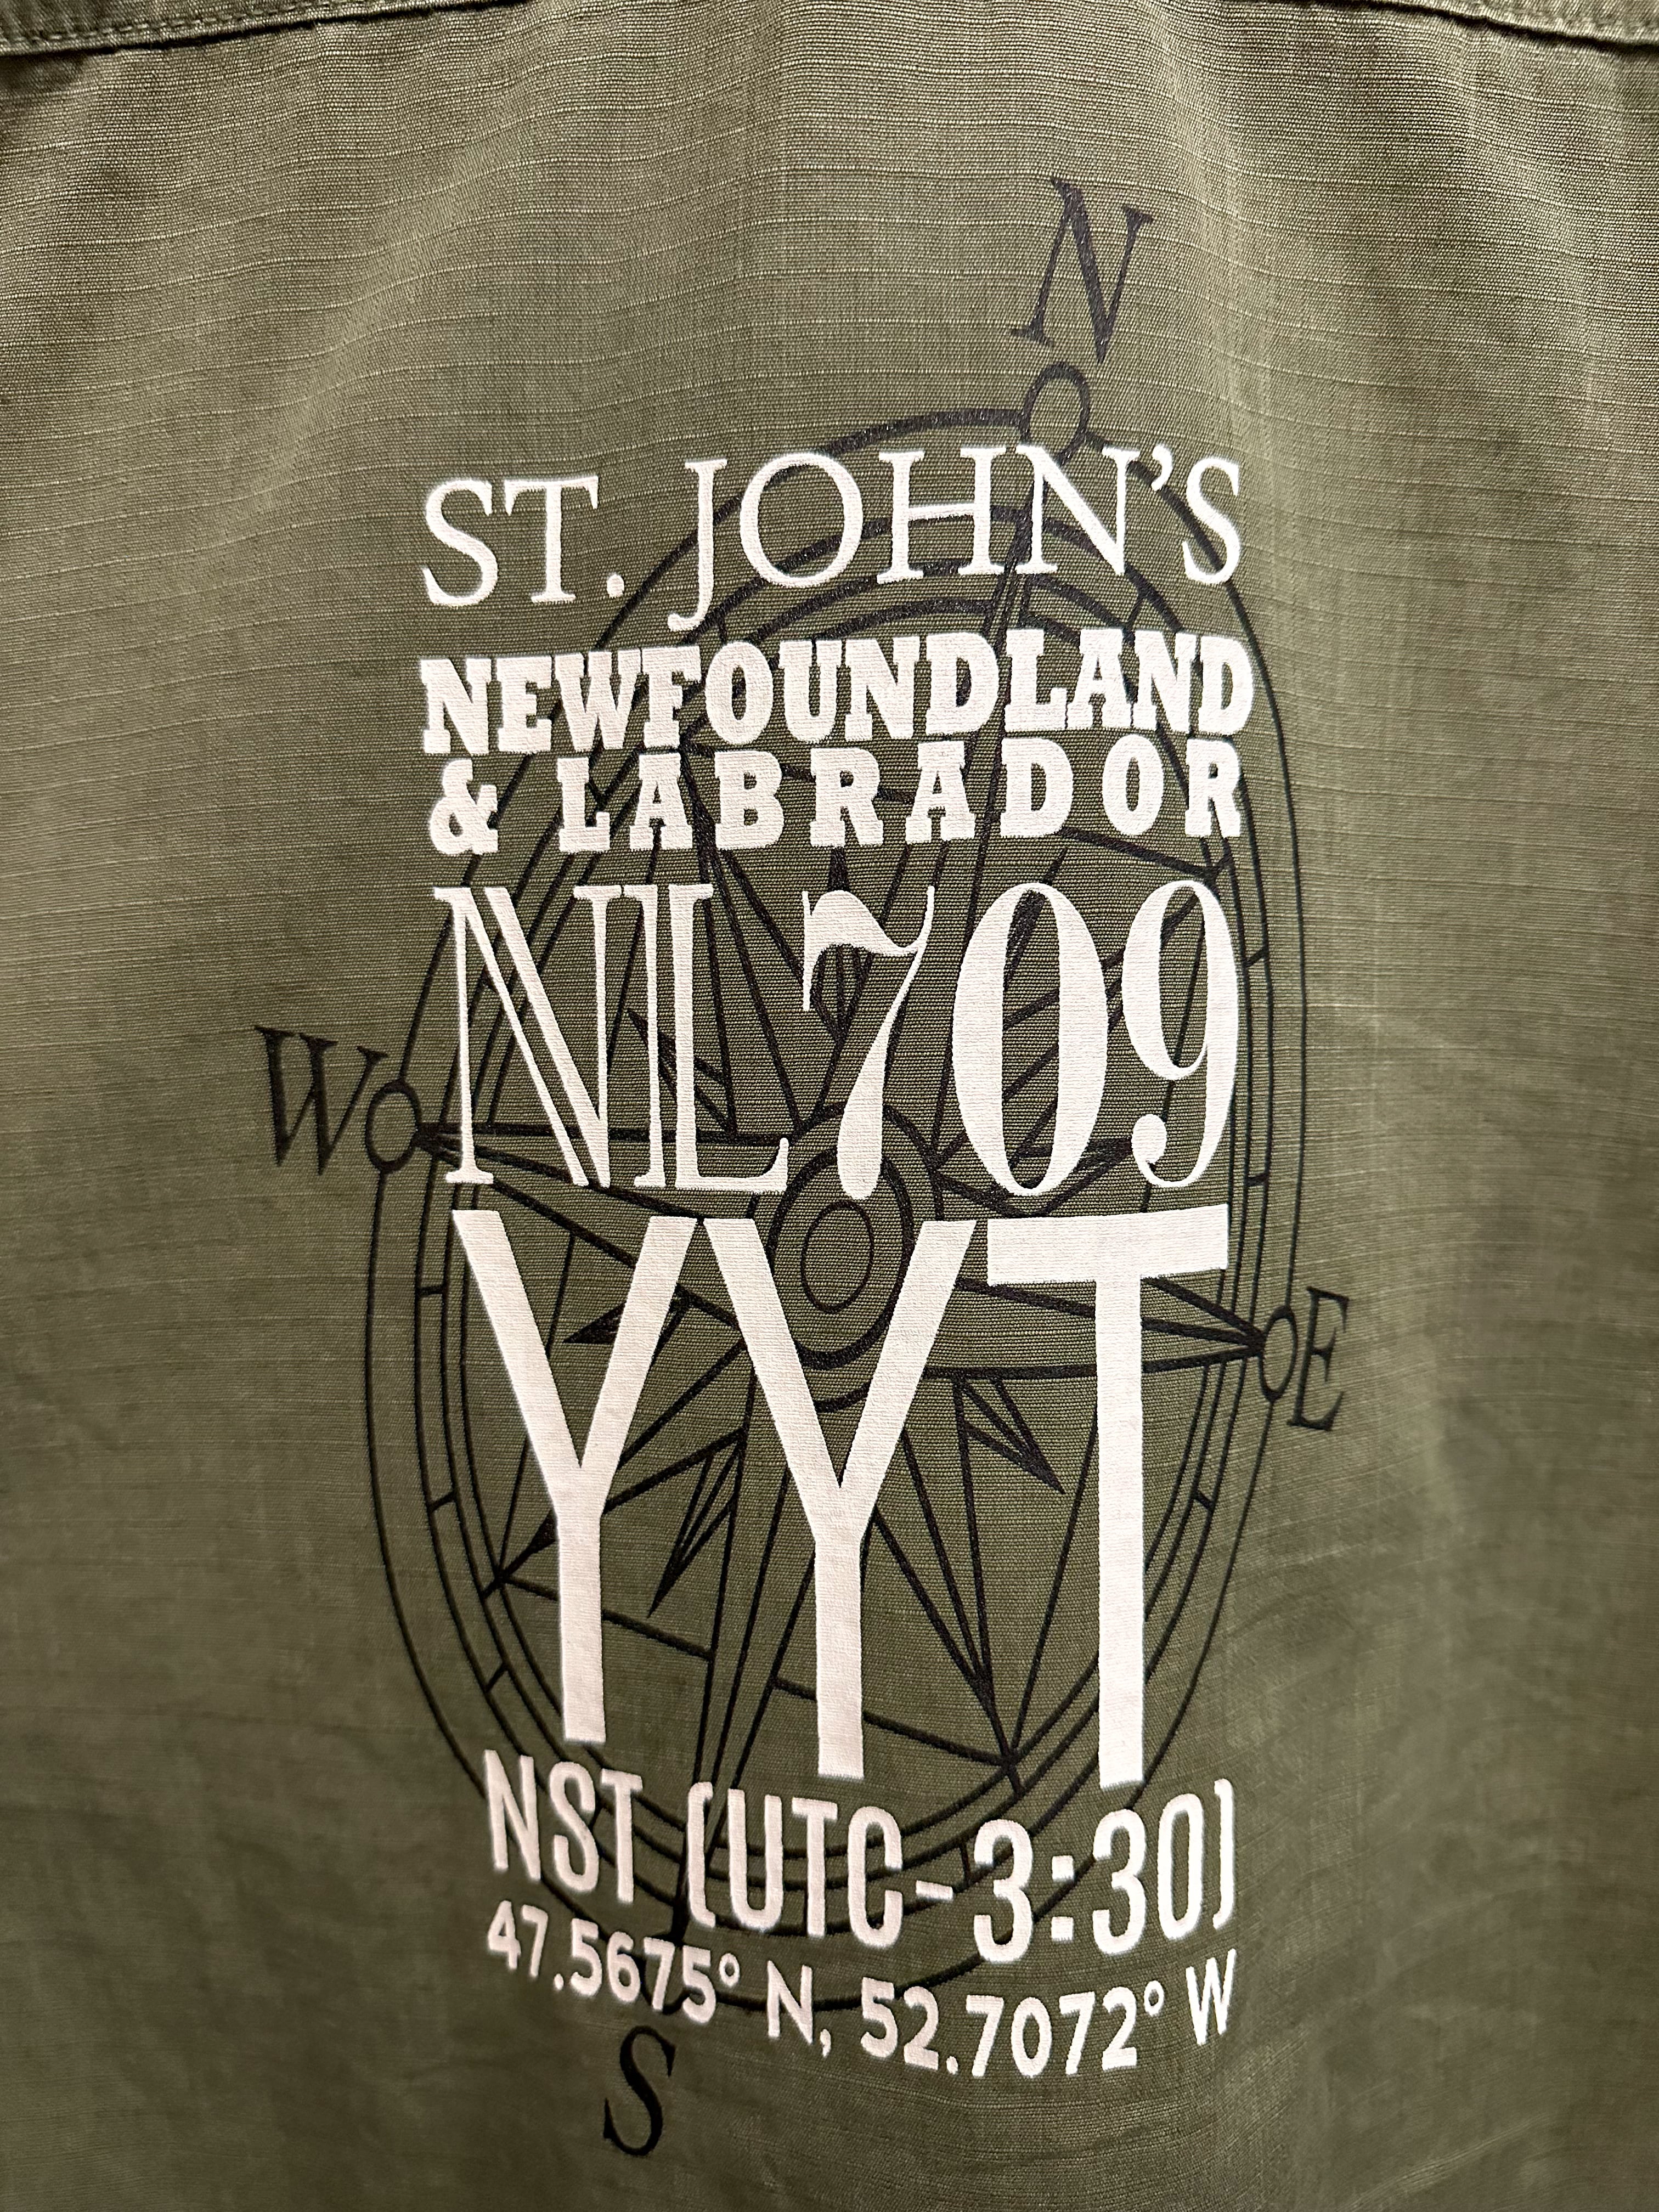 N
ST. JOHN'S
NEWFOUNDLAND
& LABRADOR
NL709
W
YYT
E
NST (UTC-3:30)
47.5675° N, 52.7072° W
S